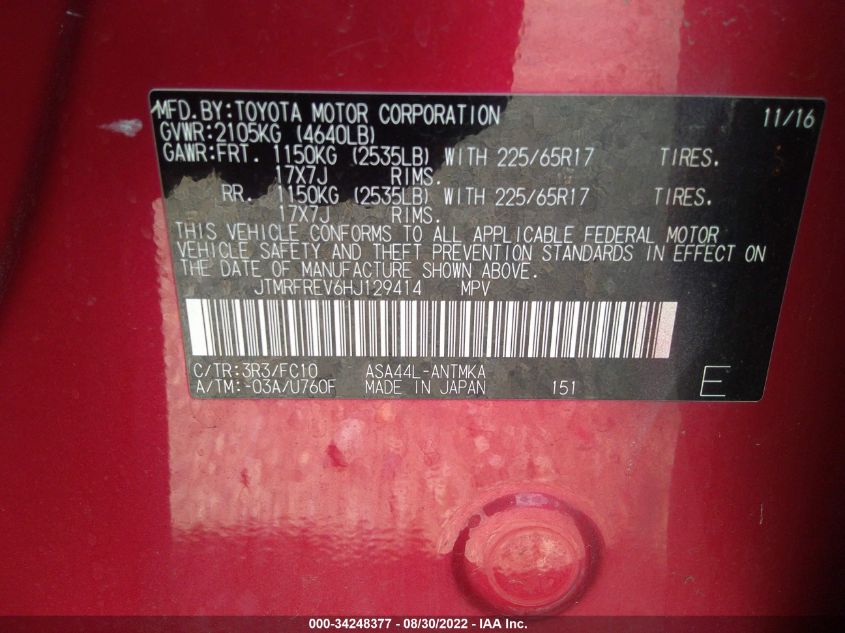 MFD.BY:TOYOTA MOTOR CORPORATION 11/16
GVWR:2105KG (4640LB)
GAWR:FRT. 1150KG (2535LB) WITH 225/65R17 TIRES.
17X7J RIMS.
RR. 1150KG (2535LB) WITH 225/65R17 TIRES.
17X7J RIMS.
THIS VEHICLE CONFORMS TO ALL APPLICABLE FEDERAL MOTOR
VEHICLE SAFETY AND THEFT PREVENTION STANDARDS IN EFFECT ON
THE DATE OF MANUFACTURE SHOWN ABOVE.
JTMRFREV6HJ129414 MPV
C/TR:3R3/FC10 ASA44L-ANTMKA
A/TM:-03A/U760F MADE IN JAPAN 151 E
000-34248377 - 08/30/2022 - IAA Inc.